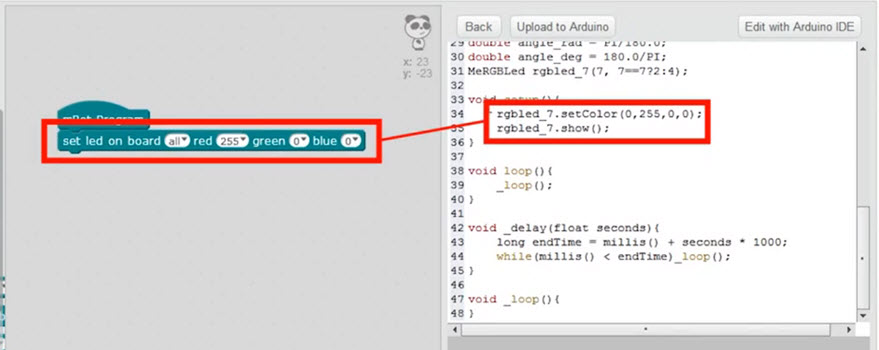 x: 23
y: -23
mBot Program
set led on board all red 255 green 0 blue 0
Back
Upload to Arduino
Edit with Arduino IDE
29 double angle_rad = PI/180.0;
30 double angle_deg = 180.0/PI;
31 MeRGBLed rgbled_7(7, 7==7?2:4);
32
33 void setup(){
34 rgbled_7.setColor(0,255,0,0);
35 rgbled_7.show();
36 }
37
38 void loop(){
39 _loop();
40 }
41
42 void _delay(float seconds){
43 long endTime = millis() + seconds * 1000;
44 while(millis() < endTime)_loop();
45 }
46
47 void _loop(){
48 }